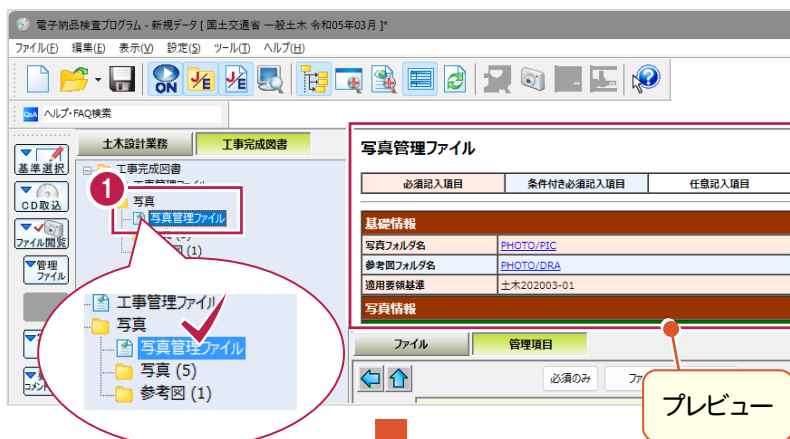 電子納品検査プログラム - 新規データ [ 国土交通省 一般土木 令和05年03月 ]*
ファイル(F) 編集(E) 表示(V) 設定(S) ツール(T) ヘルプ(H)
ON J/E J/E
Q&A ヘルプ・FAQ検索
基準選択
CD取込
ファイル閲覧
管理
ファイル
コメント
土木設計業務 工事完成図書
工事完成図書
1
写真
写真管理ファイル
(1)
工事管理ファイル
写真
写真管理ファイル
写真 (5)
参考図 (1)
写真管理ファイル
必須記入項目 条件付き必須記入項目 任意記入項目
基礎情報
写真フォルダ名 PHOTO/PIC
参考図フォルダ名 PHOTO/DRA
適用要領基準 土木202003-01
写真情報
ファイル 管理項目
必須のみ
プレビュー